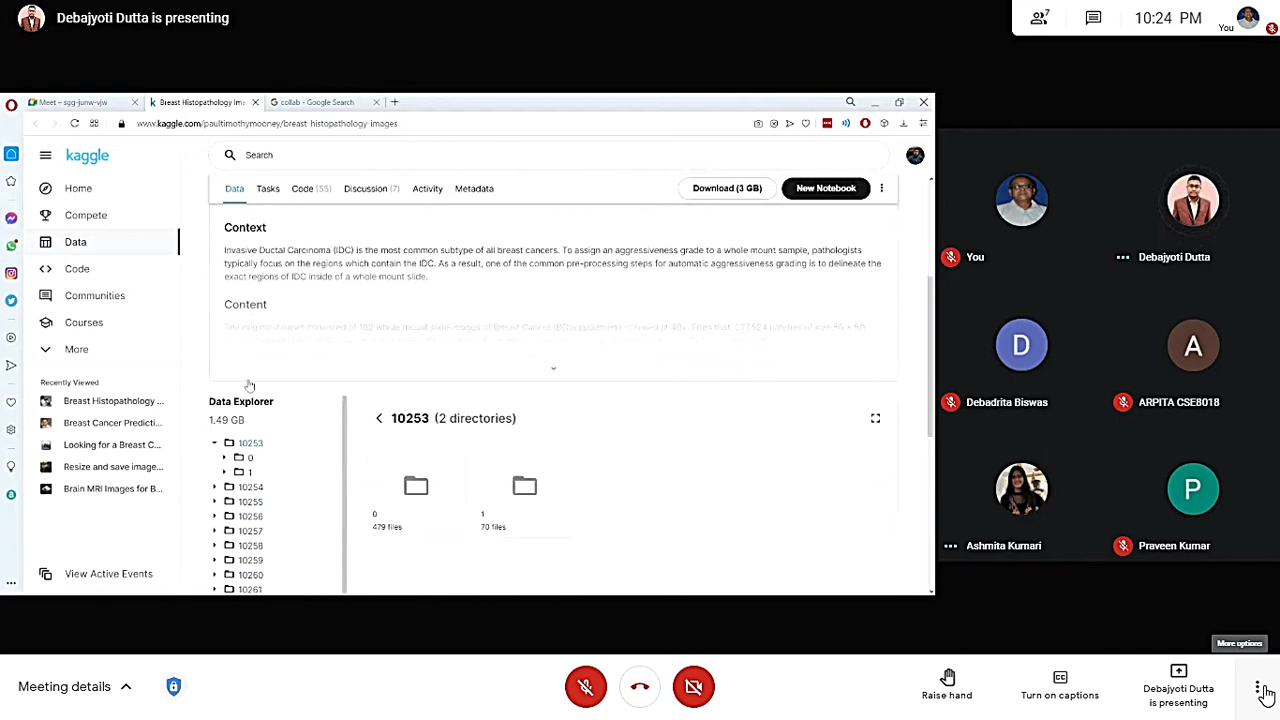 Debajyoti Dutta is presenting
7
10:24 PM
You
Meet – sgg-junw-vjw
Breast Histopathology Im
collab - Google Search
www.kaggle.com/paultimothymooney/breast-histopathology-images
kaggle
Search
Home
Compete
Data
Code
Communities
Courses
More
Recently Viewed
Breast Histopathology ...
Breast Cancer Predicti...
Looking for a Breast C...
Resize and save image...
Brain MRI Images for B...
View Active Events
Data Tasks Code (55) Discussion (7) Activity Metadata
Download (3 GB)
New Notebook
Context
Invasive Ductal Carcinoma (IDC) is the most common subtype of all breast cancers. To assign an aggressiveness grade to a whole mount sample, pathologists
typically focus on the regions which contain the IDC. As a result, one of the common pre-processing steps for automatic aggressiveness grading is to delineate the
exact regions of IDC inside of a whole mount slide.
Content
Data Explorer
1.49 GB
10253
0
1
10254
10255
10256
10257
10258
10259
10260
10261
10253 (2 directories)
0
479 files
1
70 files
You
Debajyoti Dutta
D
Debadrita Biswas
A
ARPITA CSE8018
Ashmita Kumari
P
Praveen Kumar
More options
Meeting details
Raise hand
Turn on captions
Debajyoti Dutta
is presenting